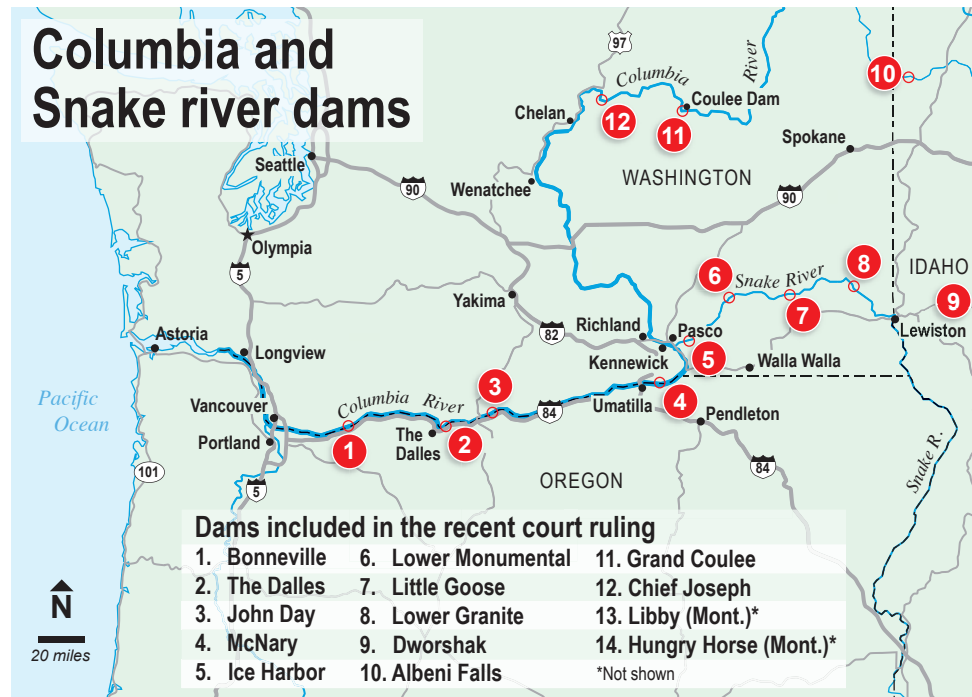 Columbia and
Snake river dams
97
Columbia
River
10
Chelan
12
11
Coulee Dam
Spokane
Seattle
90
Wenatchee
WASHINGTON
90
Olympia
5
6
Snake River
8
IDAHO
7
9
Yakima
Lewiston
Astoria
Longview
82
Richland
Pasco
Kennewick
5
Walla Walla
Pacific
Ocean
Vancouver
Columbia River
3
84
Umatilla
4
Pendleton
Portland
1
The
Dalles
2
Snake R.
101
5
OREGON
84
Dams included in the recent court ruling
1. Bonneville
2. The Dalles
3. John Day
4. McNary
5. Ice Harbor
6. Lower Monumental
7. Little Goose
8. Lower Granite
9. Dworshak
10. Albeni Falls
11. Grand Coulee
12. Chief Joseph
13. Libby (Mont.)*
14. Hungry Horse (Mont.)*
*Not shown
N
20 miles